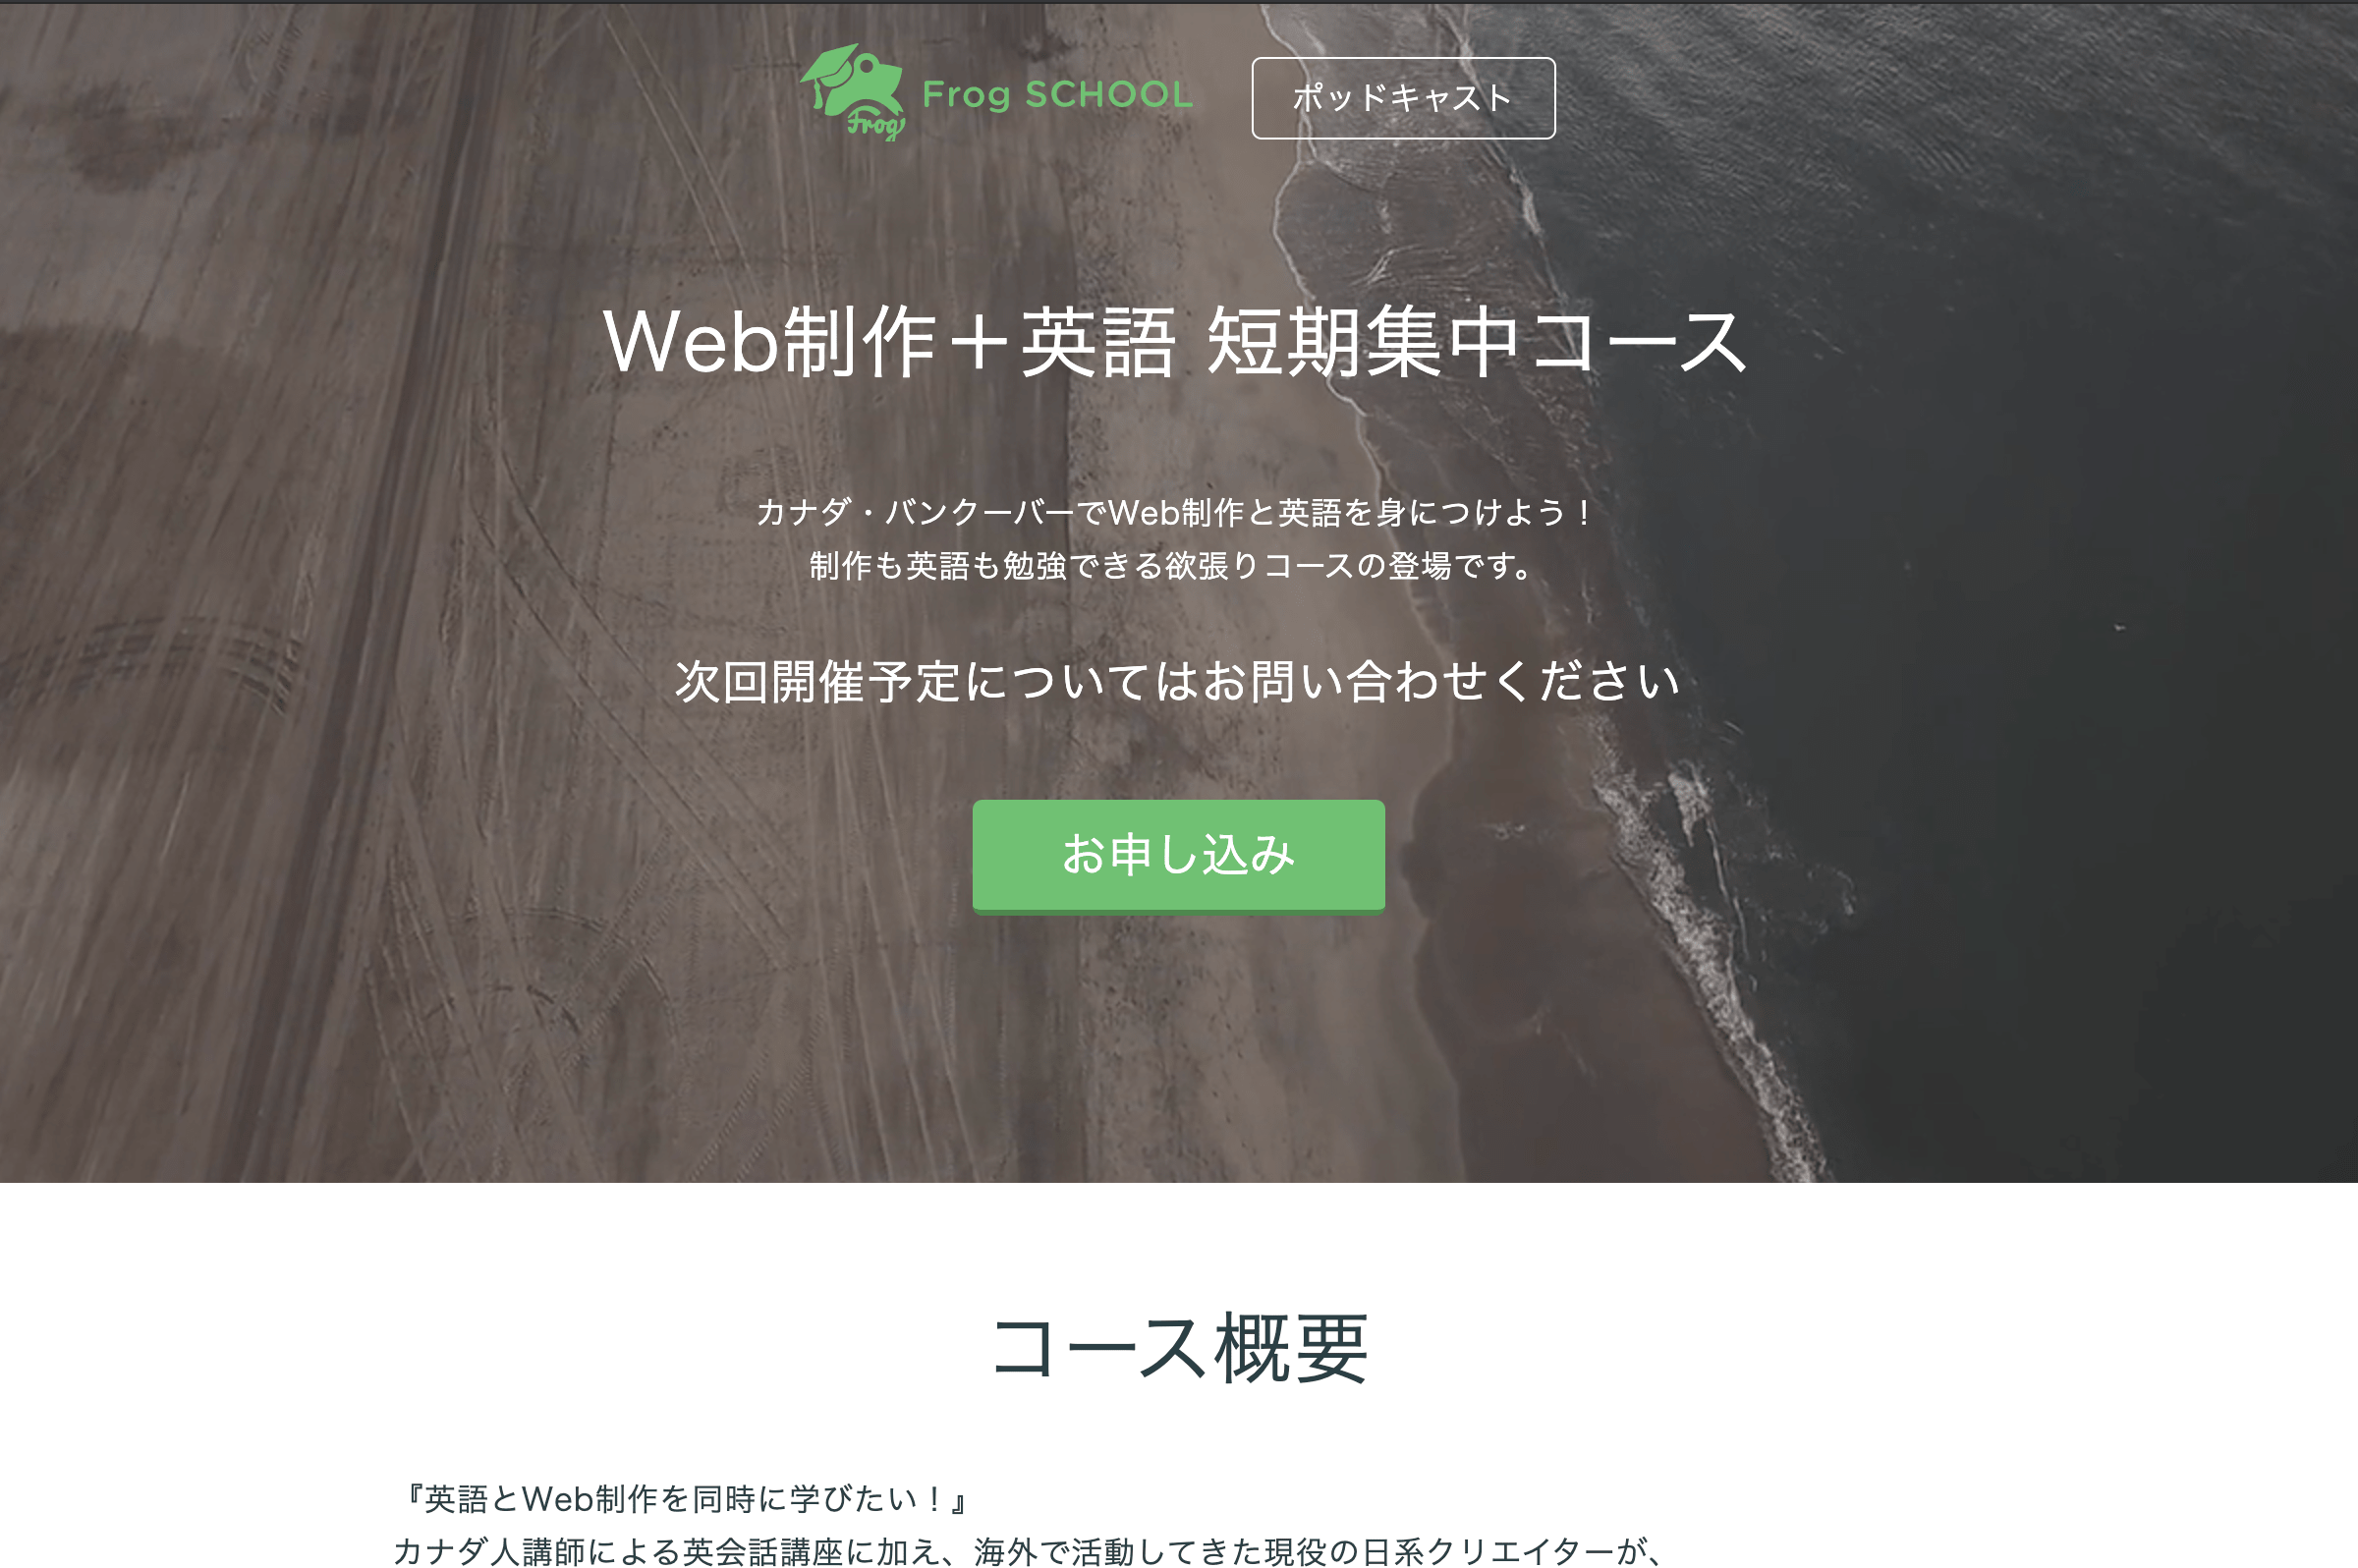 Frog
Frog SCHOOL
ポッドキャスト
Web制作＋英語 短期集中コース
カナダ・バンクーバーでWeb制作と英語を身につけよう！
制作も英語も勉強できる欲張りコースの登場です。
次回開催予定についてはお問い合わせください
お申し込み
コース概要
『英語とWeb制作を同時に学びたい！』
カナダ人講師による英会話講座に加え、海外で活動してきた現役の日系クリエイターが、